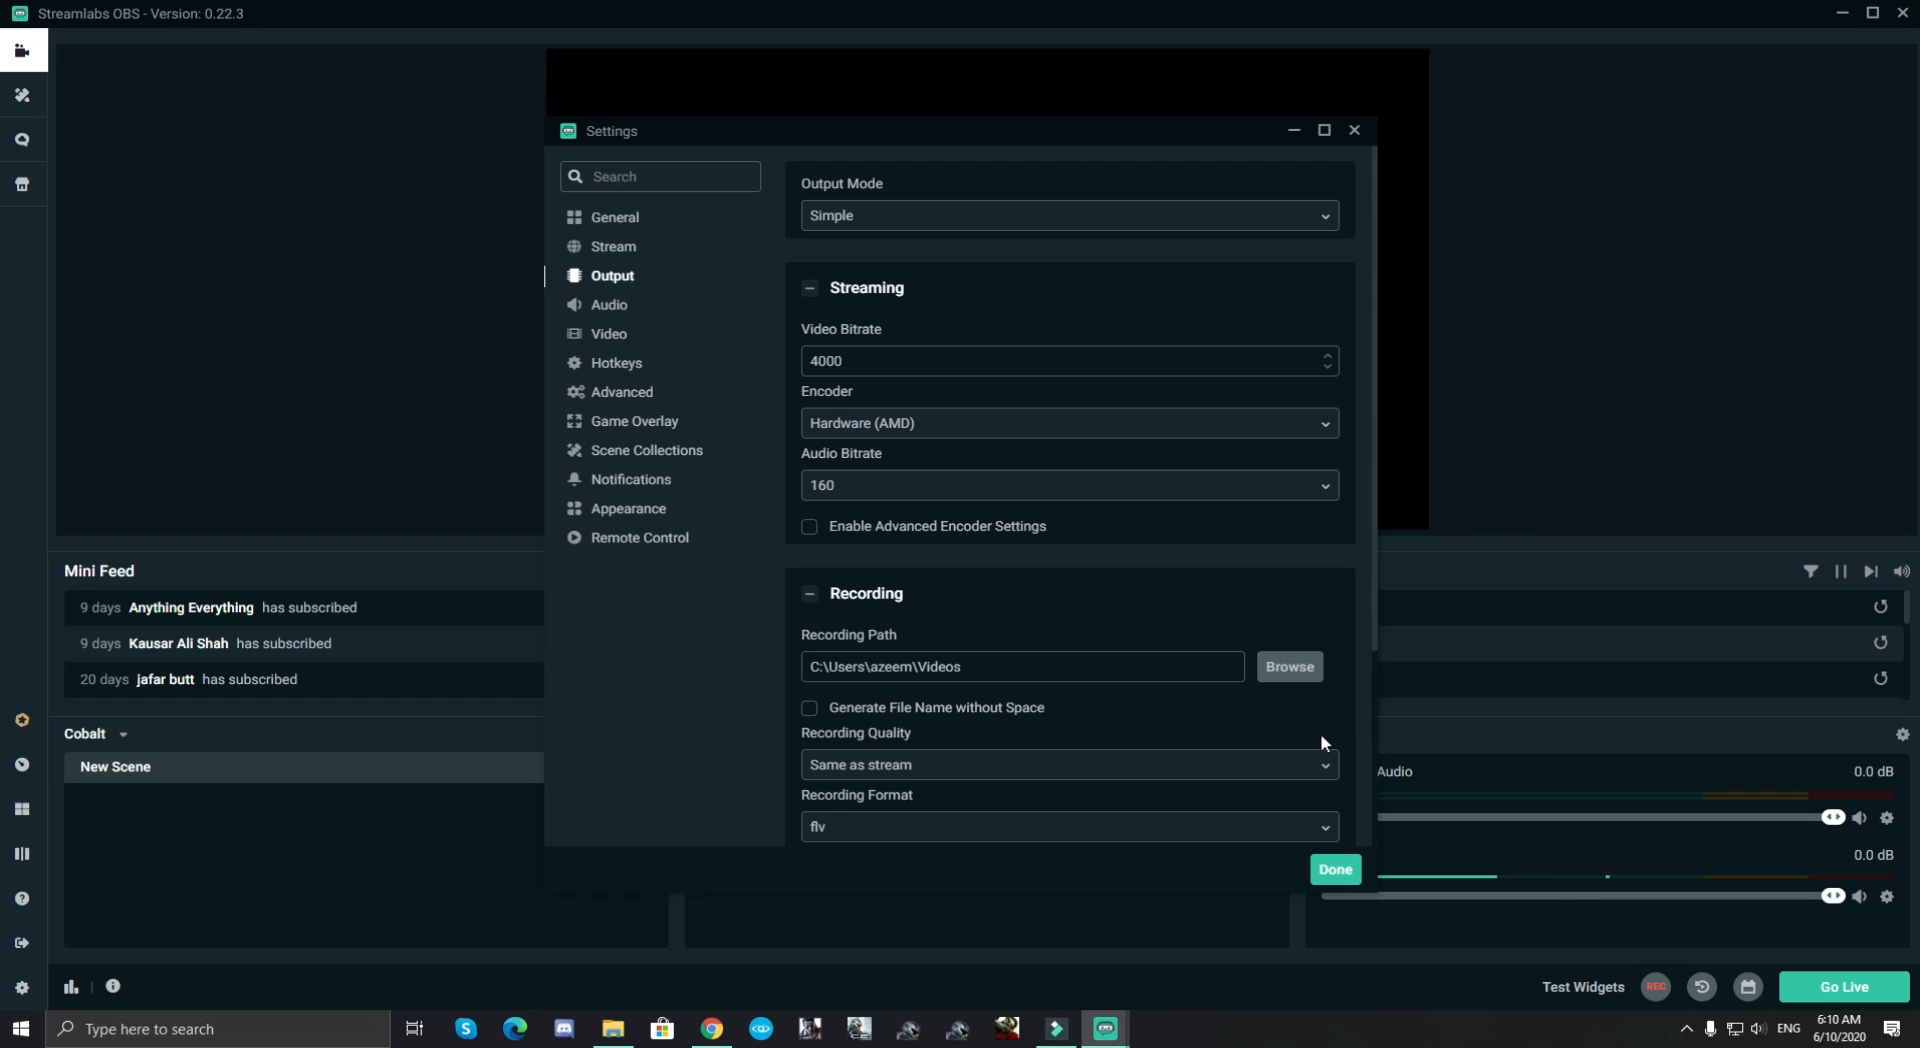 Streamlabs OBS - Version: 0.22.3
Settings
Search
General
Stream
Output
Audio
Video
Hotkeys
Advanced
Game Overlay
Scene Collections
Notifications
Appearance
Remote Control
Output Mode
Simple
Streaming
Video Bitrate
4000
Encoder
Hardware (AMD)
Audio Bitrate
160
Enable Advanced Encoder Settings
Recording
Recording Path
C:\Users\azeem\Videos
Browse
Generate File Name without Space
Recording Quality
Same as stream
Recording Format
flv
Done
Mini Feed
9 days Anything Everything has subscribed
9 days Kausar Ali Shah has subscribed
20 days jafar butt has subscribed
Cobalt
New Scene
Audio 0.0 dB
0.0 dB
Test Widgets
REC
Go Live
Type here to search
ENG
6:10 AM
6/10/2020